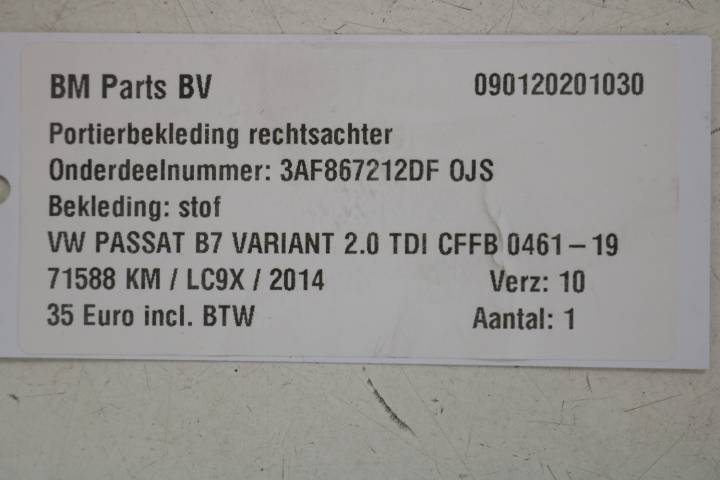 BM Parts BV 090120201030
Portierbekleding rechtsachter
Onderdeelnummer: 3AF867212DF OJS
Bekleding: stof
VW PASSAT B7 VARIANT 2.0 TDI CFFB 0461-19
71588 KM / LC9X / 2014 Verz: 10
35 Euro incl. BTW Aantal: 1